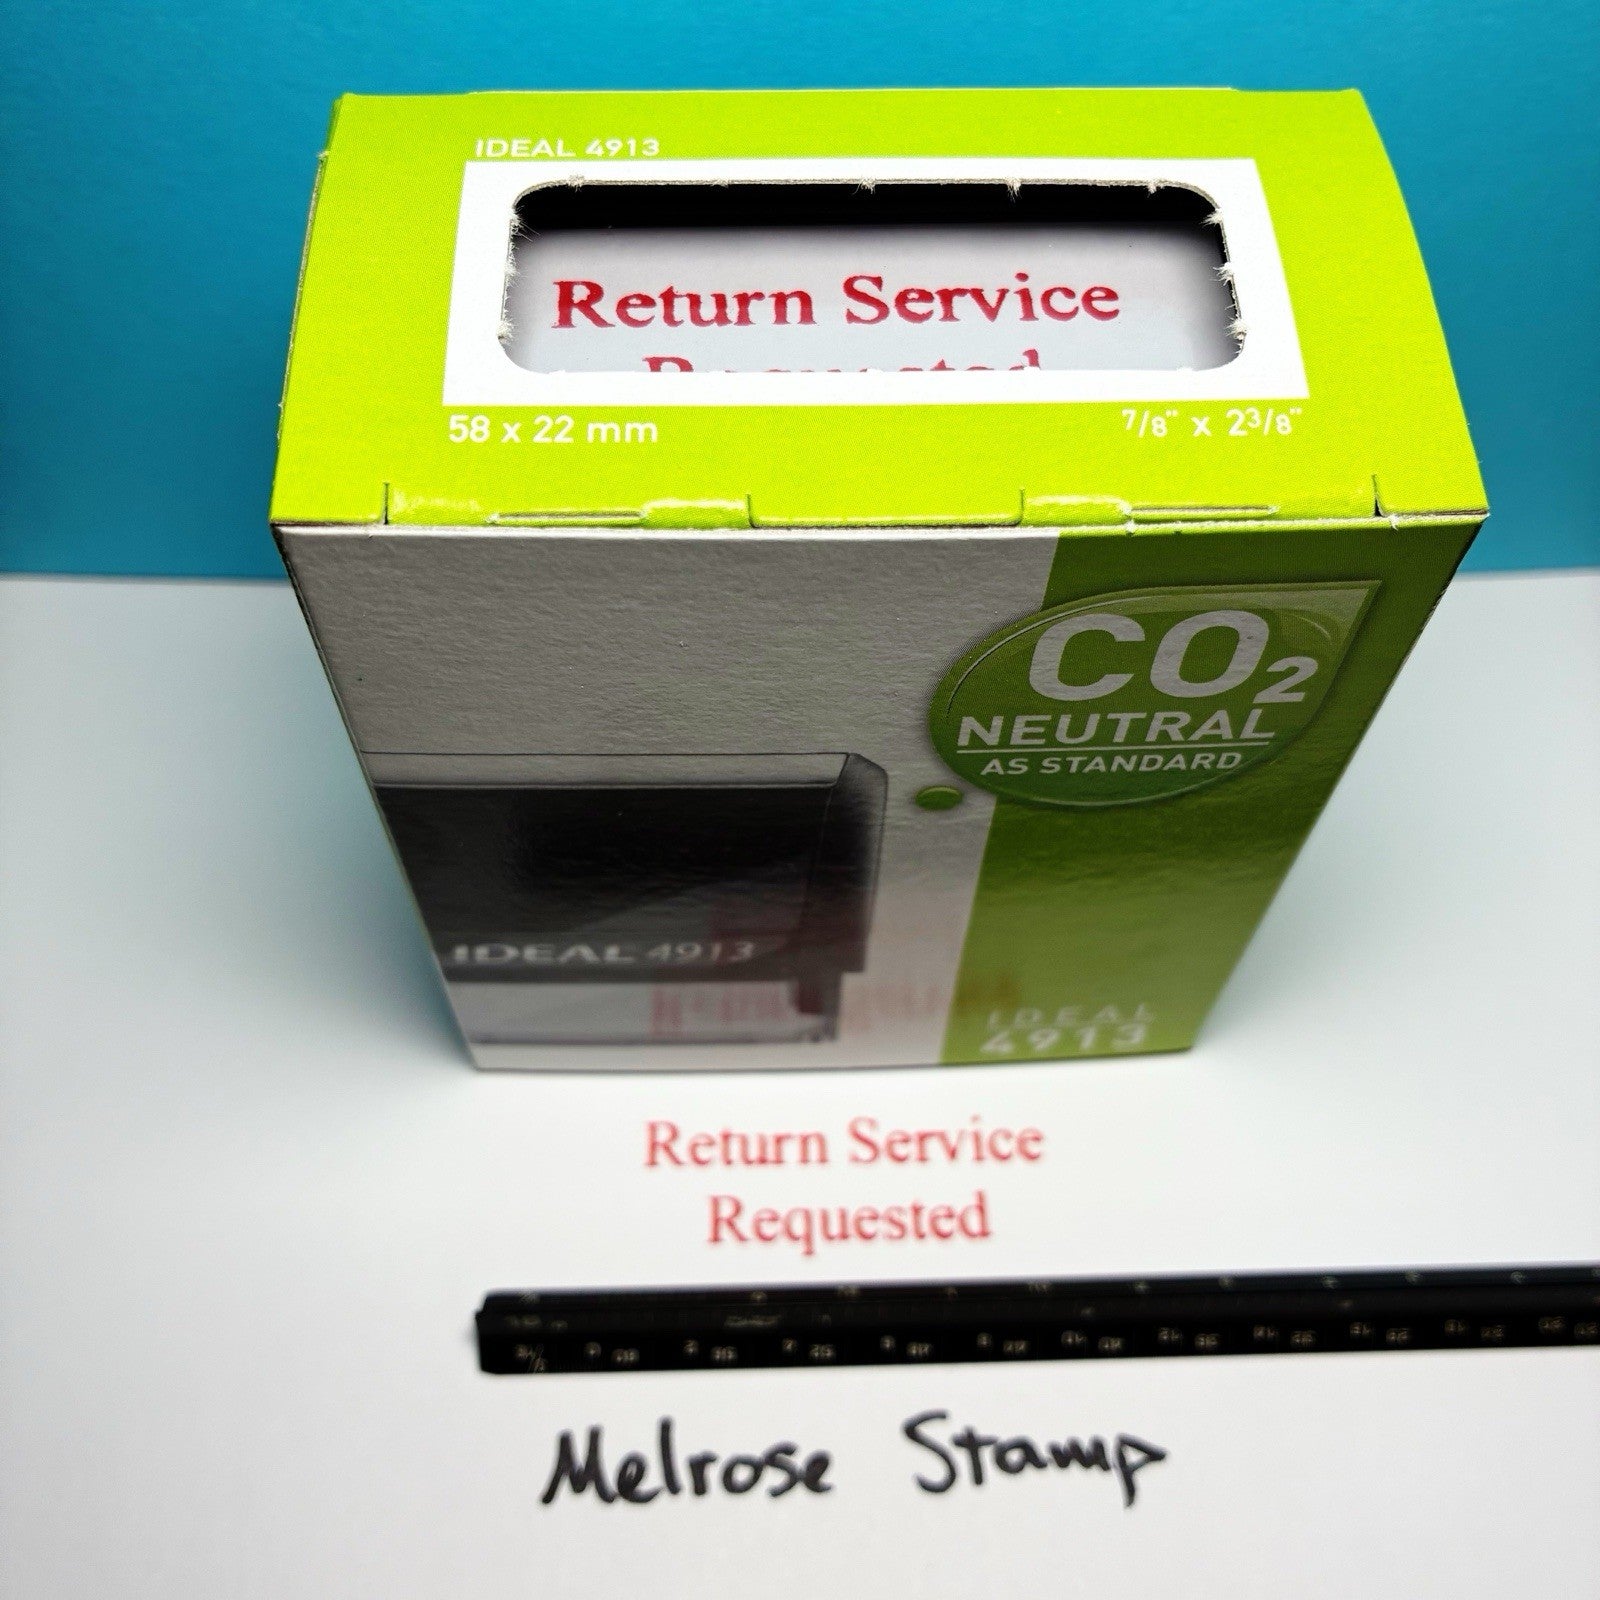 IDEAL 4913
Return Service
Requested
58 x 22 mm
7/8" x 2 3/8"
CO2
NEUTRAL
AS STANDARD
IDEAL 4913
IDEAL
4913
Return Service
Requested
Melrose Stamp